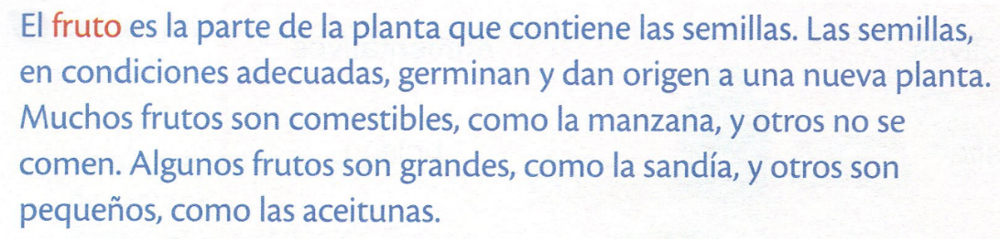 El fruto es la parte de la planta que contiene las semillas. Las semillas,
en condiciones adecuadas, germinan y dan origen a una nueva planta.
Muchos frutos son comestibles, como la manzana, y otros no se
comen. Algunos frutos son grandes, como la sandía, y otros son
pequeños, como las aceitunas.